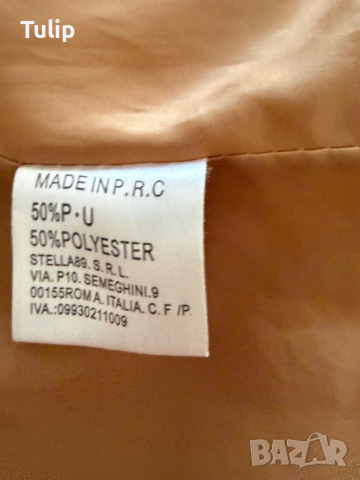 Tulip
MADE IN P.R.C
50%P·U
50%POLYESTER
STELLA89. S.R.L.
VIA. P10. SEMEGHINI.9
00155ROMA. ITALIA. C. F /P.
IVA.:09930211009
BAZAR